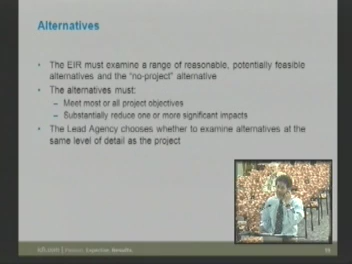 Alternatives
• The EIR must examine a range of reasonable, potentially feasible
alternatives and the "no-project" alternative
• The alternatives must:
– Meet most or all project objectives
– Substantially reduce one or more significant impacts
• The Lead Agency chooses whether to examine alternatives at the
same level of detail as the project